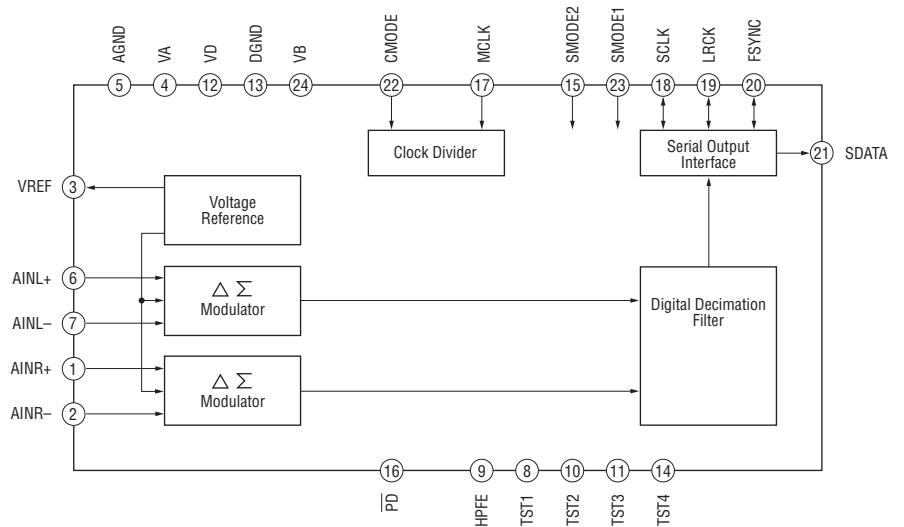 AGND
VA
VD
DGND
VB
CMODE
MCLK
SMODE2
SMODE1
SCLK
LRCK
FSYNC
5
4
12
13
24
22
17
15
23
18
19
20
Clock Divider
Serial Output
Interface
21
SDATA
VREF
3
Voltage
Reference
AINL+
6
Δ Σ
Modulator
AINL–
7
Digital Decimation
Filter
AINR+
1
Δ Σ
Modulator
AINR–
2
16
9
8
10
11
14
PD
HPFE
TST1
TST2
TST3
TST4